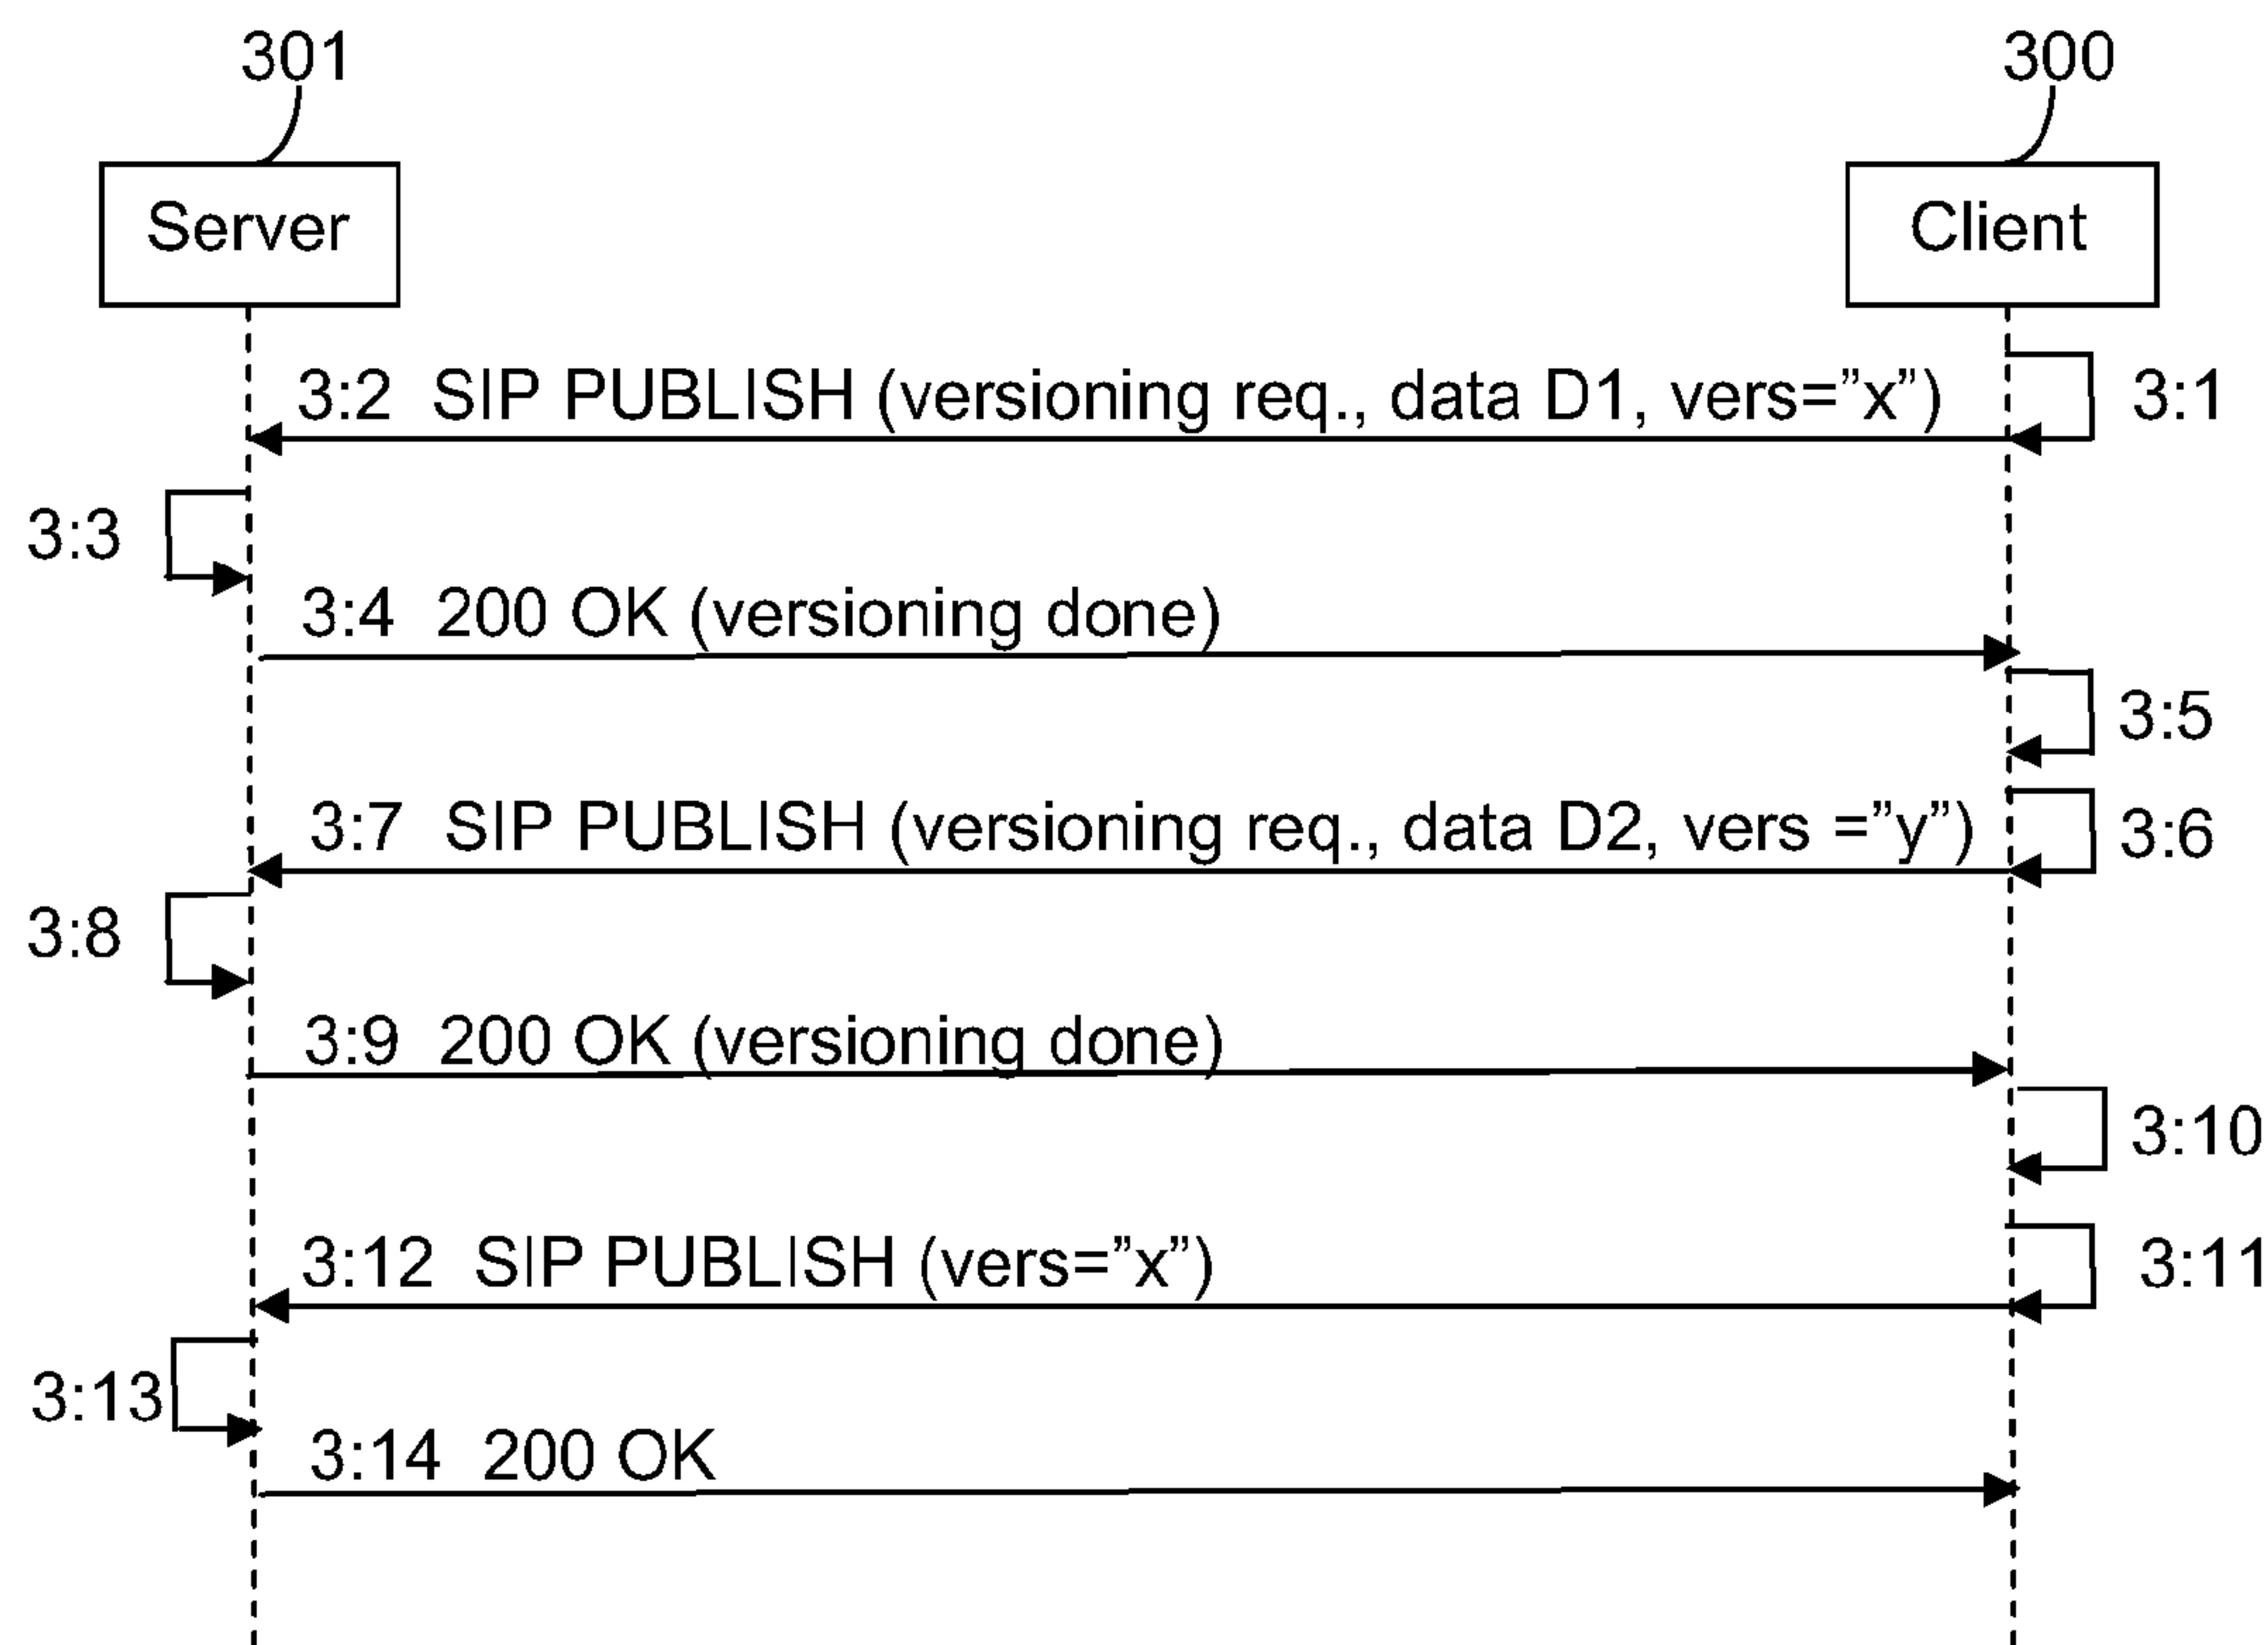 301
300
Server
Client
3:2 SIP PUBLISH (versioning req., data D1, vers=”x”)
3:1
3:3
3:4 200 OK (versioning done)
3:5
3:7 SIP PUBLISH (versioning req., data D2, vers =”y”)
3:6
3:8
3:9 200 OK (versioning done)
3:10
3:12 SIP PUBLISH (vers=”x”)
3:11
3:13
3:14 200 OK